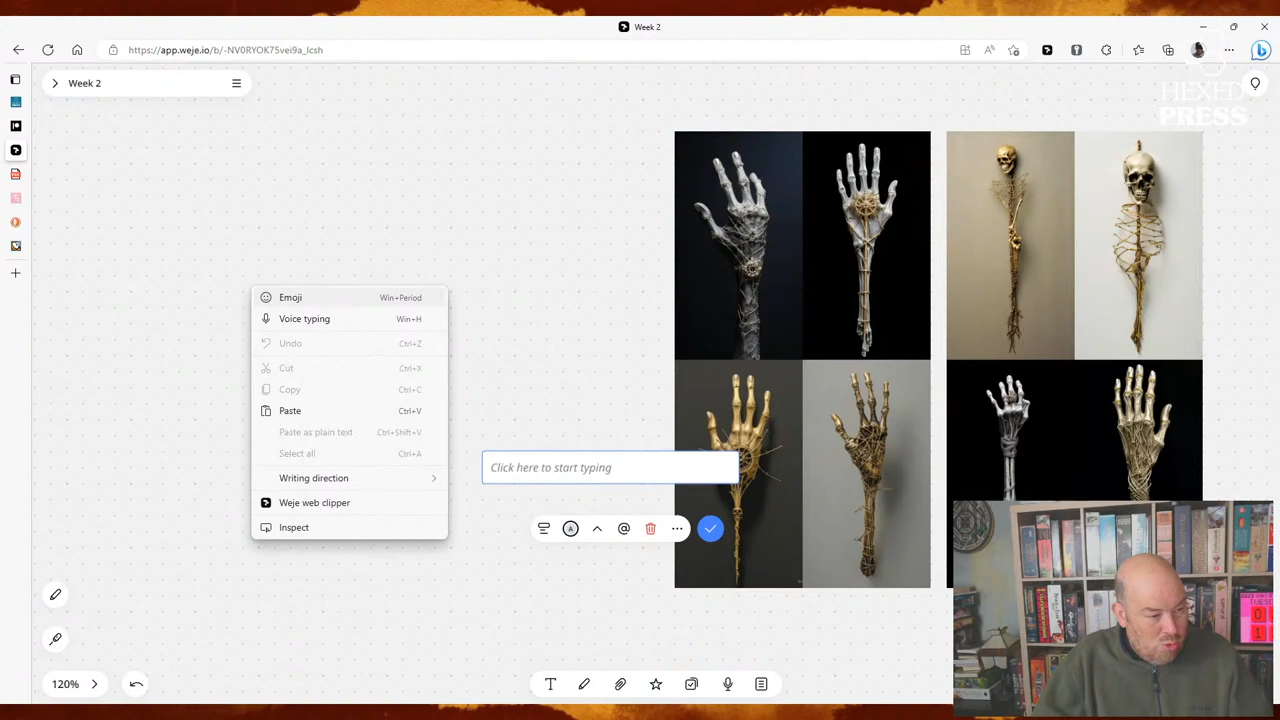 Week 2
https://app.weje.io/b/-NV0RYOK75vei9a_lcsh
Week 2
HEXED
PRESS
Emoji Win+Period
Voice typing Win+H
Undo Ctrl+Z
Cut Ctrl+X
Copy Ctrl+C
Paste Ctrl+V
Paste as plain text Ctrl+Shift+V
Select all Ctrl+A
Writing direction
Weje web clipper
Inspect
Click here to start typing
120%